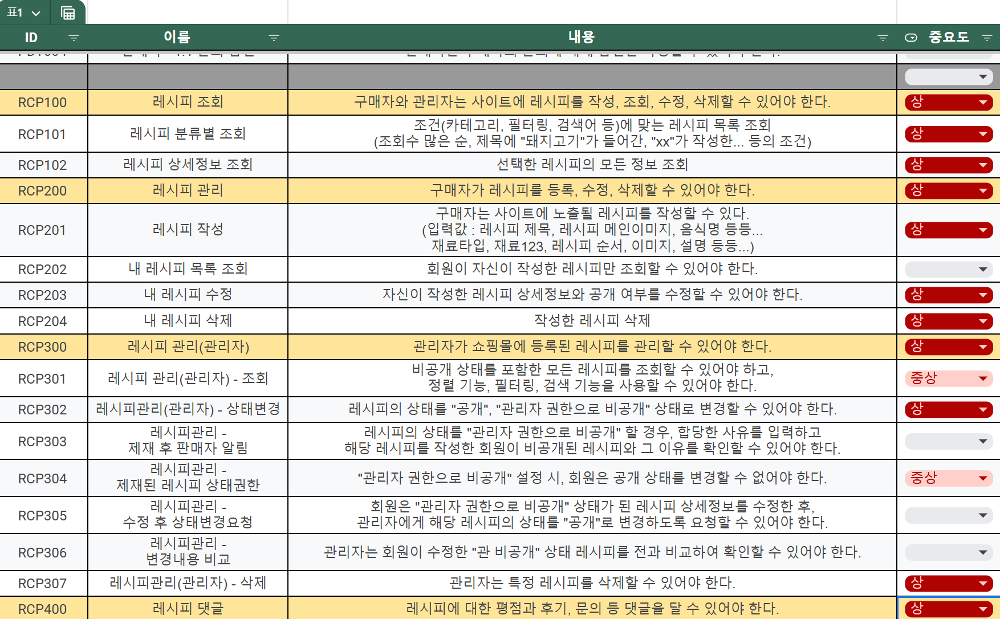 표1
ID 이름 내용 중요도
RCP100 레시피 조회 구매자와 관리자는 사이트에 레시피를 작성, 조회, 수정, 삭제할 수 있어야 한다. 상
RCP101 레시피 분류별 조회 조건(카테고리, 필터링, 검색어 등)에 맞는 레시피 목록 조회
(조회수 많은 순, 제목에 "돼지고기"가 들어간, "xx"가 작성한... 등의 조건) 상
RCP102 레시피 상세정보 조회 선택한 레시피의 모든 정보 조회 상
RCP200 레시피 관리 구매자가 레시피를 등록, 수정, 삭제할 수 있어야 한다. 상
RCP201 레시피 작성 구매자는 사이트에 노출될 레시피를 작성할 수 있다.
(입력값 : 레시피 제목, 레시피 메인이미지, 음식명 등등...
재료타입, 재료123, 레시피 순서, 이미지, 설명 등등...) 상
RCP202 내 레시피 목록 조회 회원이 자신이 작성한 레시피만 조회할 수 있어야 한다.
RCP203 내 레시피 수정 자신이 작성한 레시피 상세정보와 공개 여부를 수정할 수 있어야 한다. 상
RCP204 내 레시피 삭제 작성한 레시피 삭제 상
RCP300 레시피 관리(관리자) 관리자가 쇼핑몰에 등록된 레시피를 관리할 수 있어야 한다. 상
RCP301 레시피 관리(관리자) - 조회 비공개 상태를 포함한 모든 레시피를 조회할 수 있어야 하고,
정렬 기능, 필터링, 검색 기능을 사용할 수 있어야 한다. 중상
RCP302 레시피관리(관리자) - 상태변경 레시피의 상태를 "공개", "관리자 권한으로 비공개" 상태로 변경할 수 있어야 한다. 상
RCP303 레시피관리 -
제재 후 판매자 알림 레시피의 상태를 "관리자 권한으로 비공개" 할 경우, 합당한 사유를 입력하고
해당 레시피를 작성한 회원이 비공개된 레시피와 그 이유를 확인할 수 있어야 한다.
RCP304 레시피관리 -
제재된 레시피 상태권한 "관리자 권한으로 비공개" 설정 시, 회원은 공개 상태를 변경할 수 없어야 한다. 중상
RCP305 레시피관리 -
수정 후 상태변경요청 회원은 "관리자 권한으로 비공개" 상태가 된 레시피 상세정보를 수정한 후,
관리자에게 해당 레시피의 상태를 "공개"로 변경하도록 요청할 수 있어야 한다.
RCP306 레시피관리 -
변경내용 비교 관리자는 회원이 수정한 "관 비공개" 상태 레시피를 전과 비교하여 확인할 수 있어야 한다.
RCP307 레시피관리(관리자) - 삭제 관리자는 특정 레시피를 삭제할 수 있어야 한다. 상
RCP400 레시피 댓글 레시피에 대한 평점과 후기, 문의 등 댓글을 달 수 있어야 한다. 상